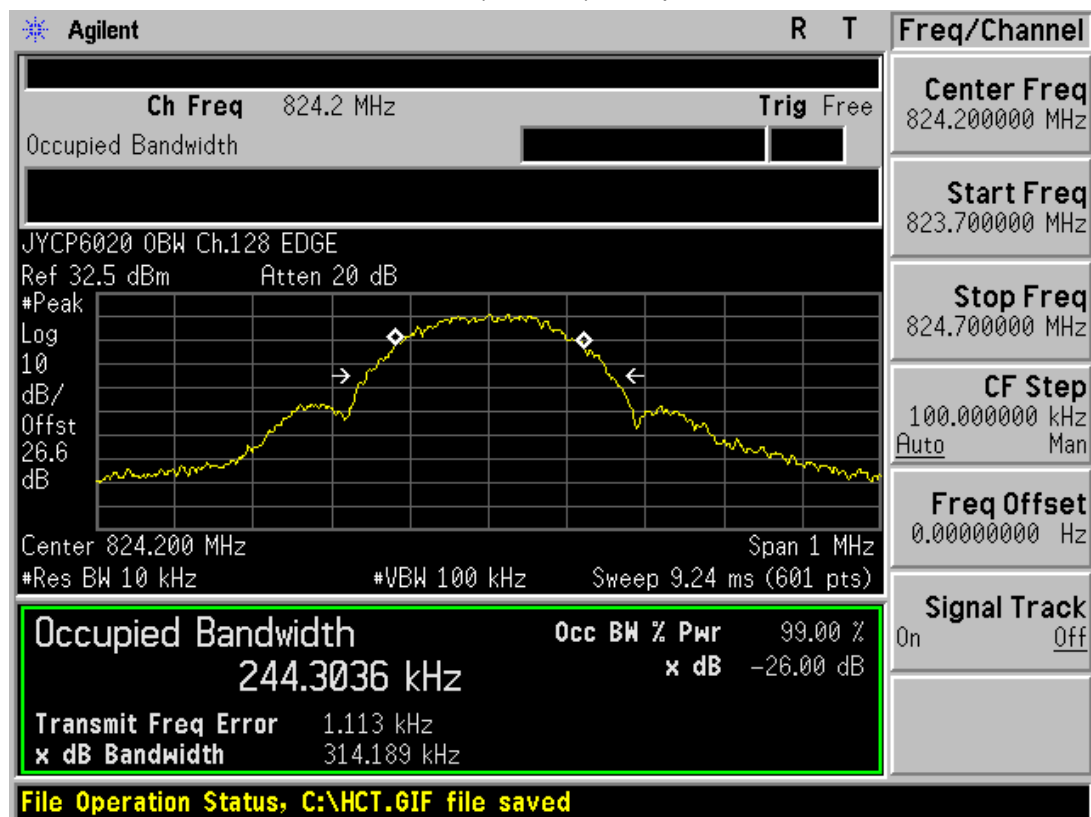 Agilent R T
Freq/Channel
Ch Freq 824.2 MHz Trig Free
Occupied Bandwidth
Center Freq
824.200000 MHz
Start Freq
823.700000 MHz
Stop Freq
824.700000 MHz
CF Step
100.000000 kHz
Auto Man
Freq Offset
0.00000000 Hz
Signal Track
On Off
JYCP6020 OBW Ch.128 EDGE
Ref 32.5 dBm Atten 20 dB
#Peak
Log
10
dB/
Offst
26.6
dB
Center 824.200 MHz Span 1 MHz
#Res BW 10 kHz #VBW 100 kHz Sweep 9.24 ms (601 pts)
Occupied Bandwidth Occ BW % Pwr 99.00 %
244.3036 kHz x dB -26.00 dB
Transmit Freq Error 1.113 kHz
x dB Bandwidth 314.189 kHz
File Operation Status, C:\HCT.GIF file saved